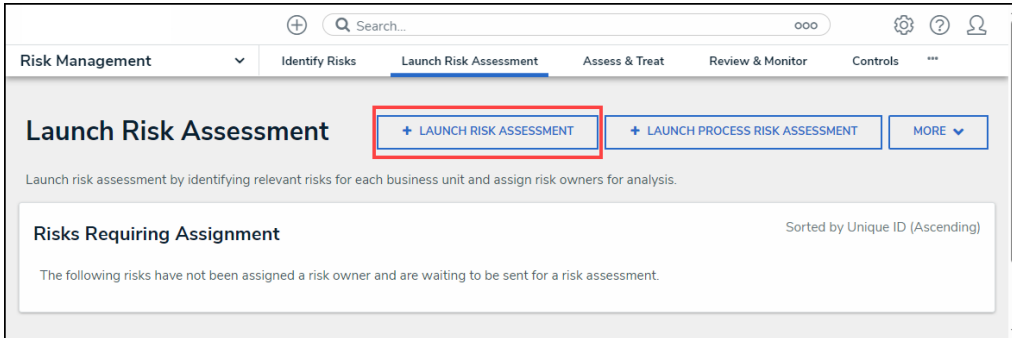 Search...
Risk Management Identify Risks Launch Risk Assessment Assess & Treat Review & Monitor Controls
Launch Risk Assessment + LAUNCH RISK ASSESSMENT + LAUNCH PROCESS RISK ASSESSMENT MORE
Launch risk assessment by identifying relevant risks for each business unit and assign risk owners for analysis.
Risks Requiring Assignment Sorted by Unique ID (Ascending)
The following risks have not been assigned a risk owner and are waiting to be sent for a risk assessment.